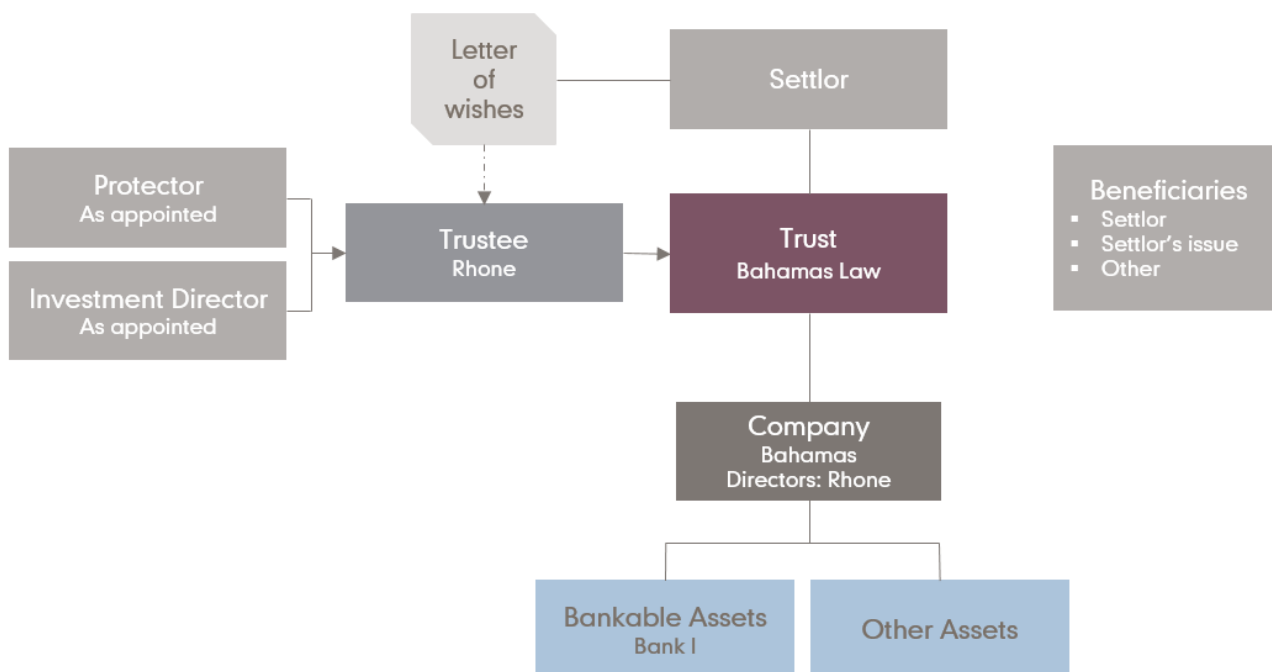 Letter
of
wishes
Settlor
Protector
As appointed
Investment Director
As appointed
Trustee
Rhone
Trust
Bahamas Law
Beneficiaries
▪ Settlor
▪ Settlor's issue
▪ Other
Company
Bahamas
Directors: Rhone
Bankable Assets
Bank I
Other Assets